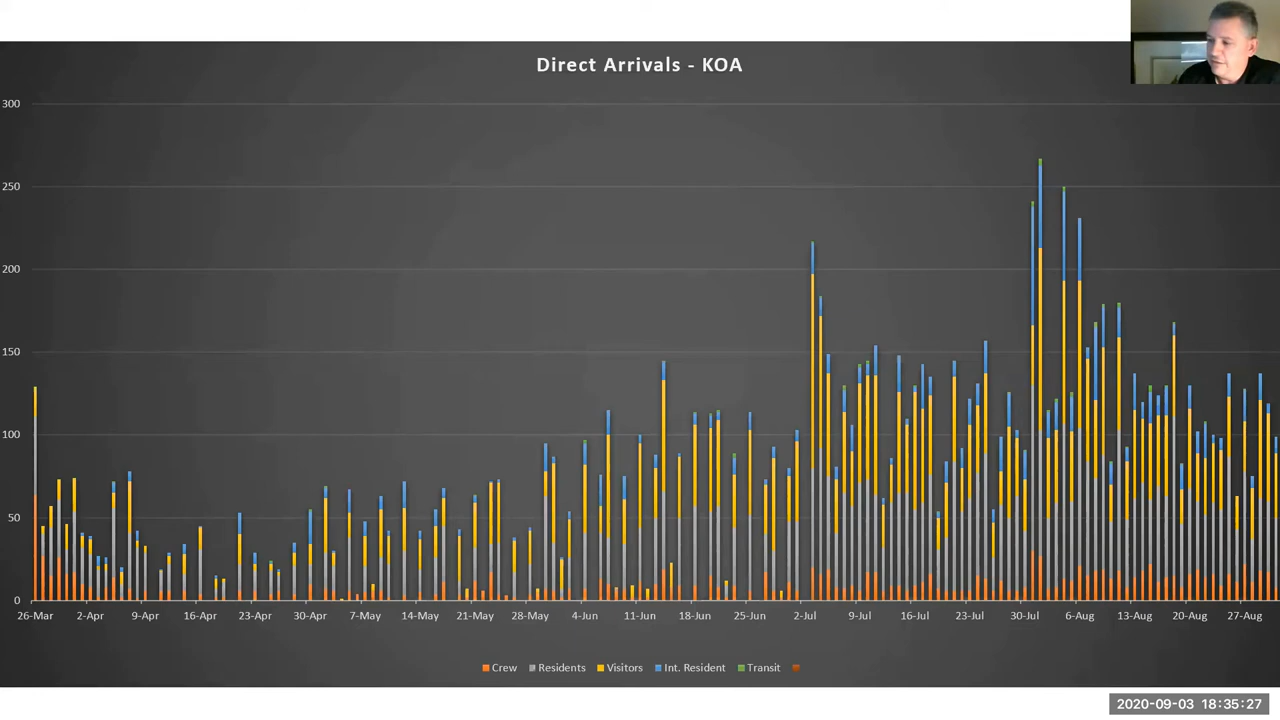 Direct Arrivals - KOA
300
250
200
150
100
50
0
26-Mar 2-Apr 9-Apr 16-Apr 23-Apr 30-Apr 7-May 14-May 21-May 28-May 4-Jun 11-Jun 18-Jun 25-Jun 2-Jul 9-Jul 16-Jul 23-Jul 30-Jul 6-Aug 13-Aug 20-Aug 27-Aug
Crew Residents Visitors Int. Resident Transit
2020-09-03 18:35:27